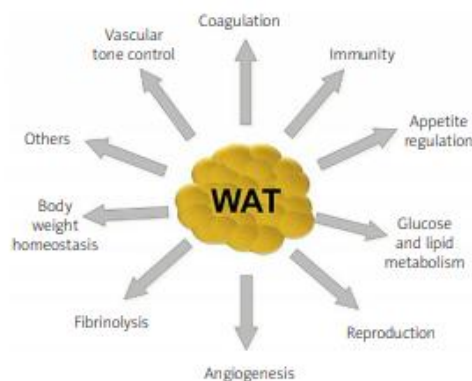 Coagulation
Vascular
tone control
Immunity
Others
Appetite
regulation
WAT
Body
weight
homeostasis
Glucose
and lipid
metabolism
Fibrinolysis
Reproduction
Angiogenesis